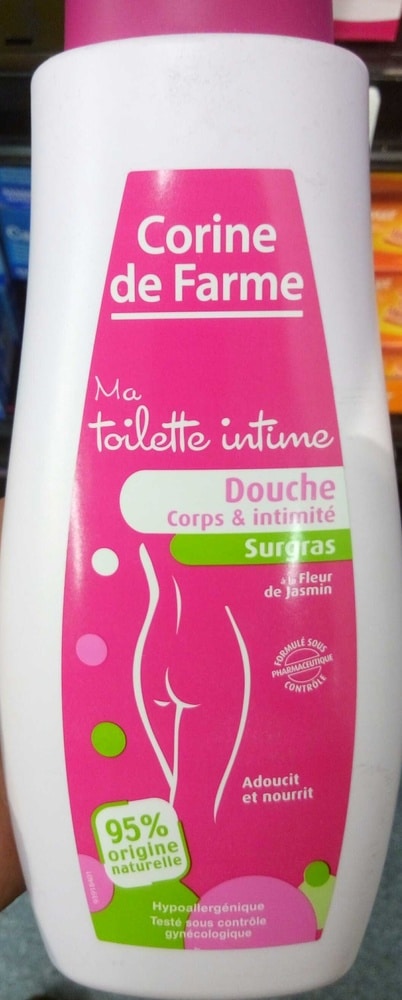 Corine
de Farme
Ma
toilette intime
Douche
Corps & intimité
Surgras
à la Fleur
de Jasmin
FORMULÉ SOUS
PHARMACEUTIQUE
CONTRÔLE
Adoucit
et nourrit
95%
origine
naturelle
Hypoallergénique
Testé sous contrôle
gynécologique